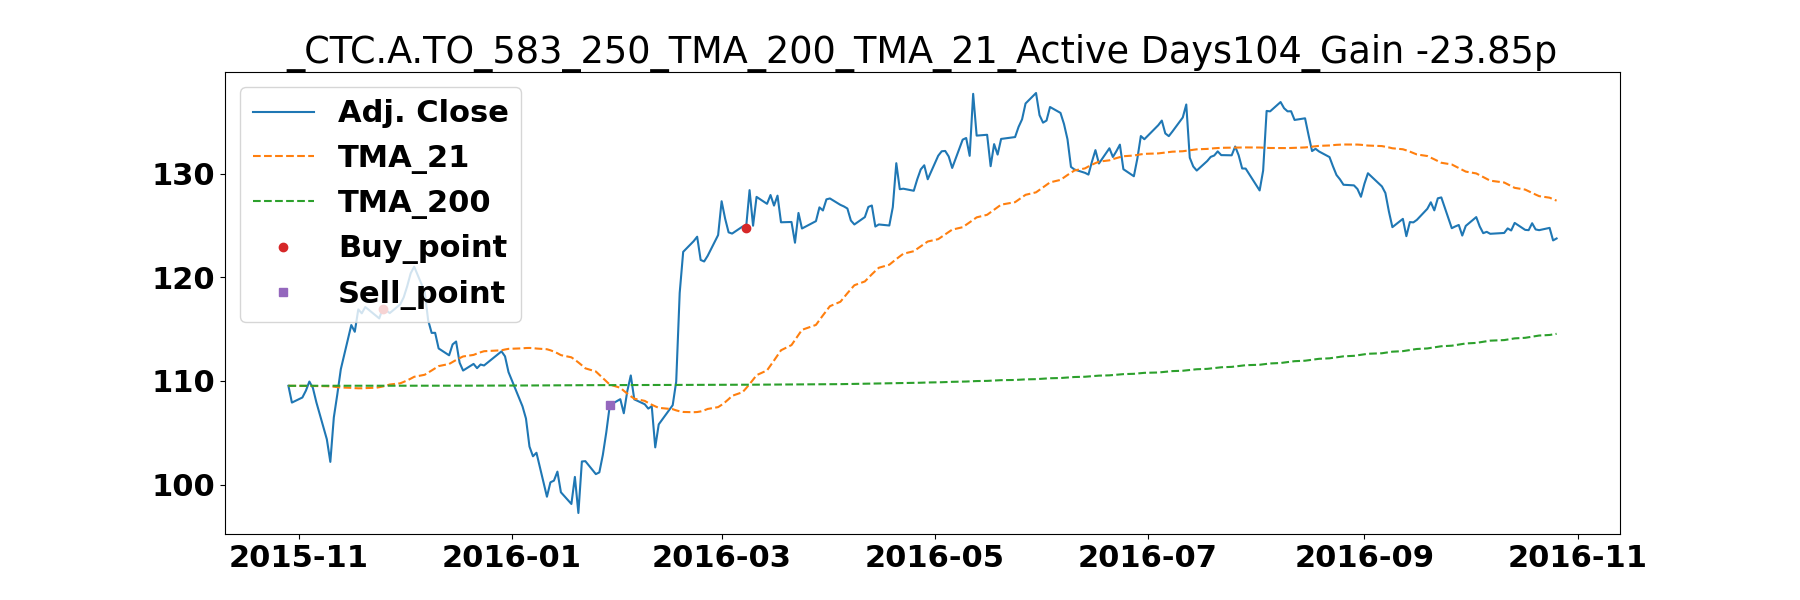 _CTC.A.TO_583_250_TMA_200_TMA_21_Active Days104_Gain -23.85p
Adj. Close
TMA_21
TMA_200
Buy_point
Sell_point
130
120
110
100
2015-11 2016-01 2016-03 2016-05 2016-07 2016-09 2016-11